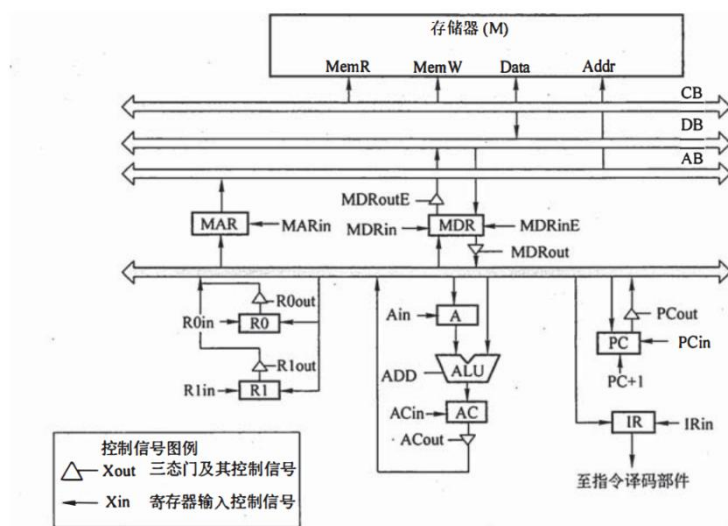 存储器 (M)
MemR MemW Data Addr
CB
DB
AB
MDRoutE
MAR MARin MDRin MDR MDRinE
MDRout
R0out
R0in R0
R1out
R1in R1
Ain A
ADD ALU
ACin AC
ACout
PCout
PC PCin
PC+1
IR IRin
至指令译码部件
控制信号图例
Xout 三态门及其控制信号
Xin 寄存器输入控制信号